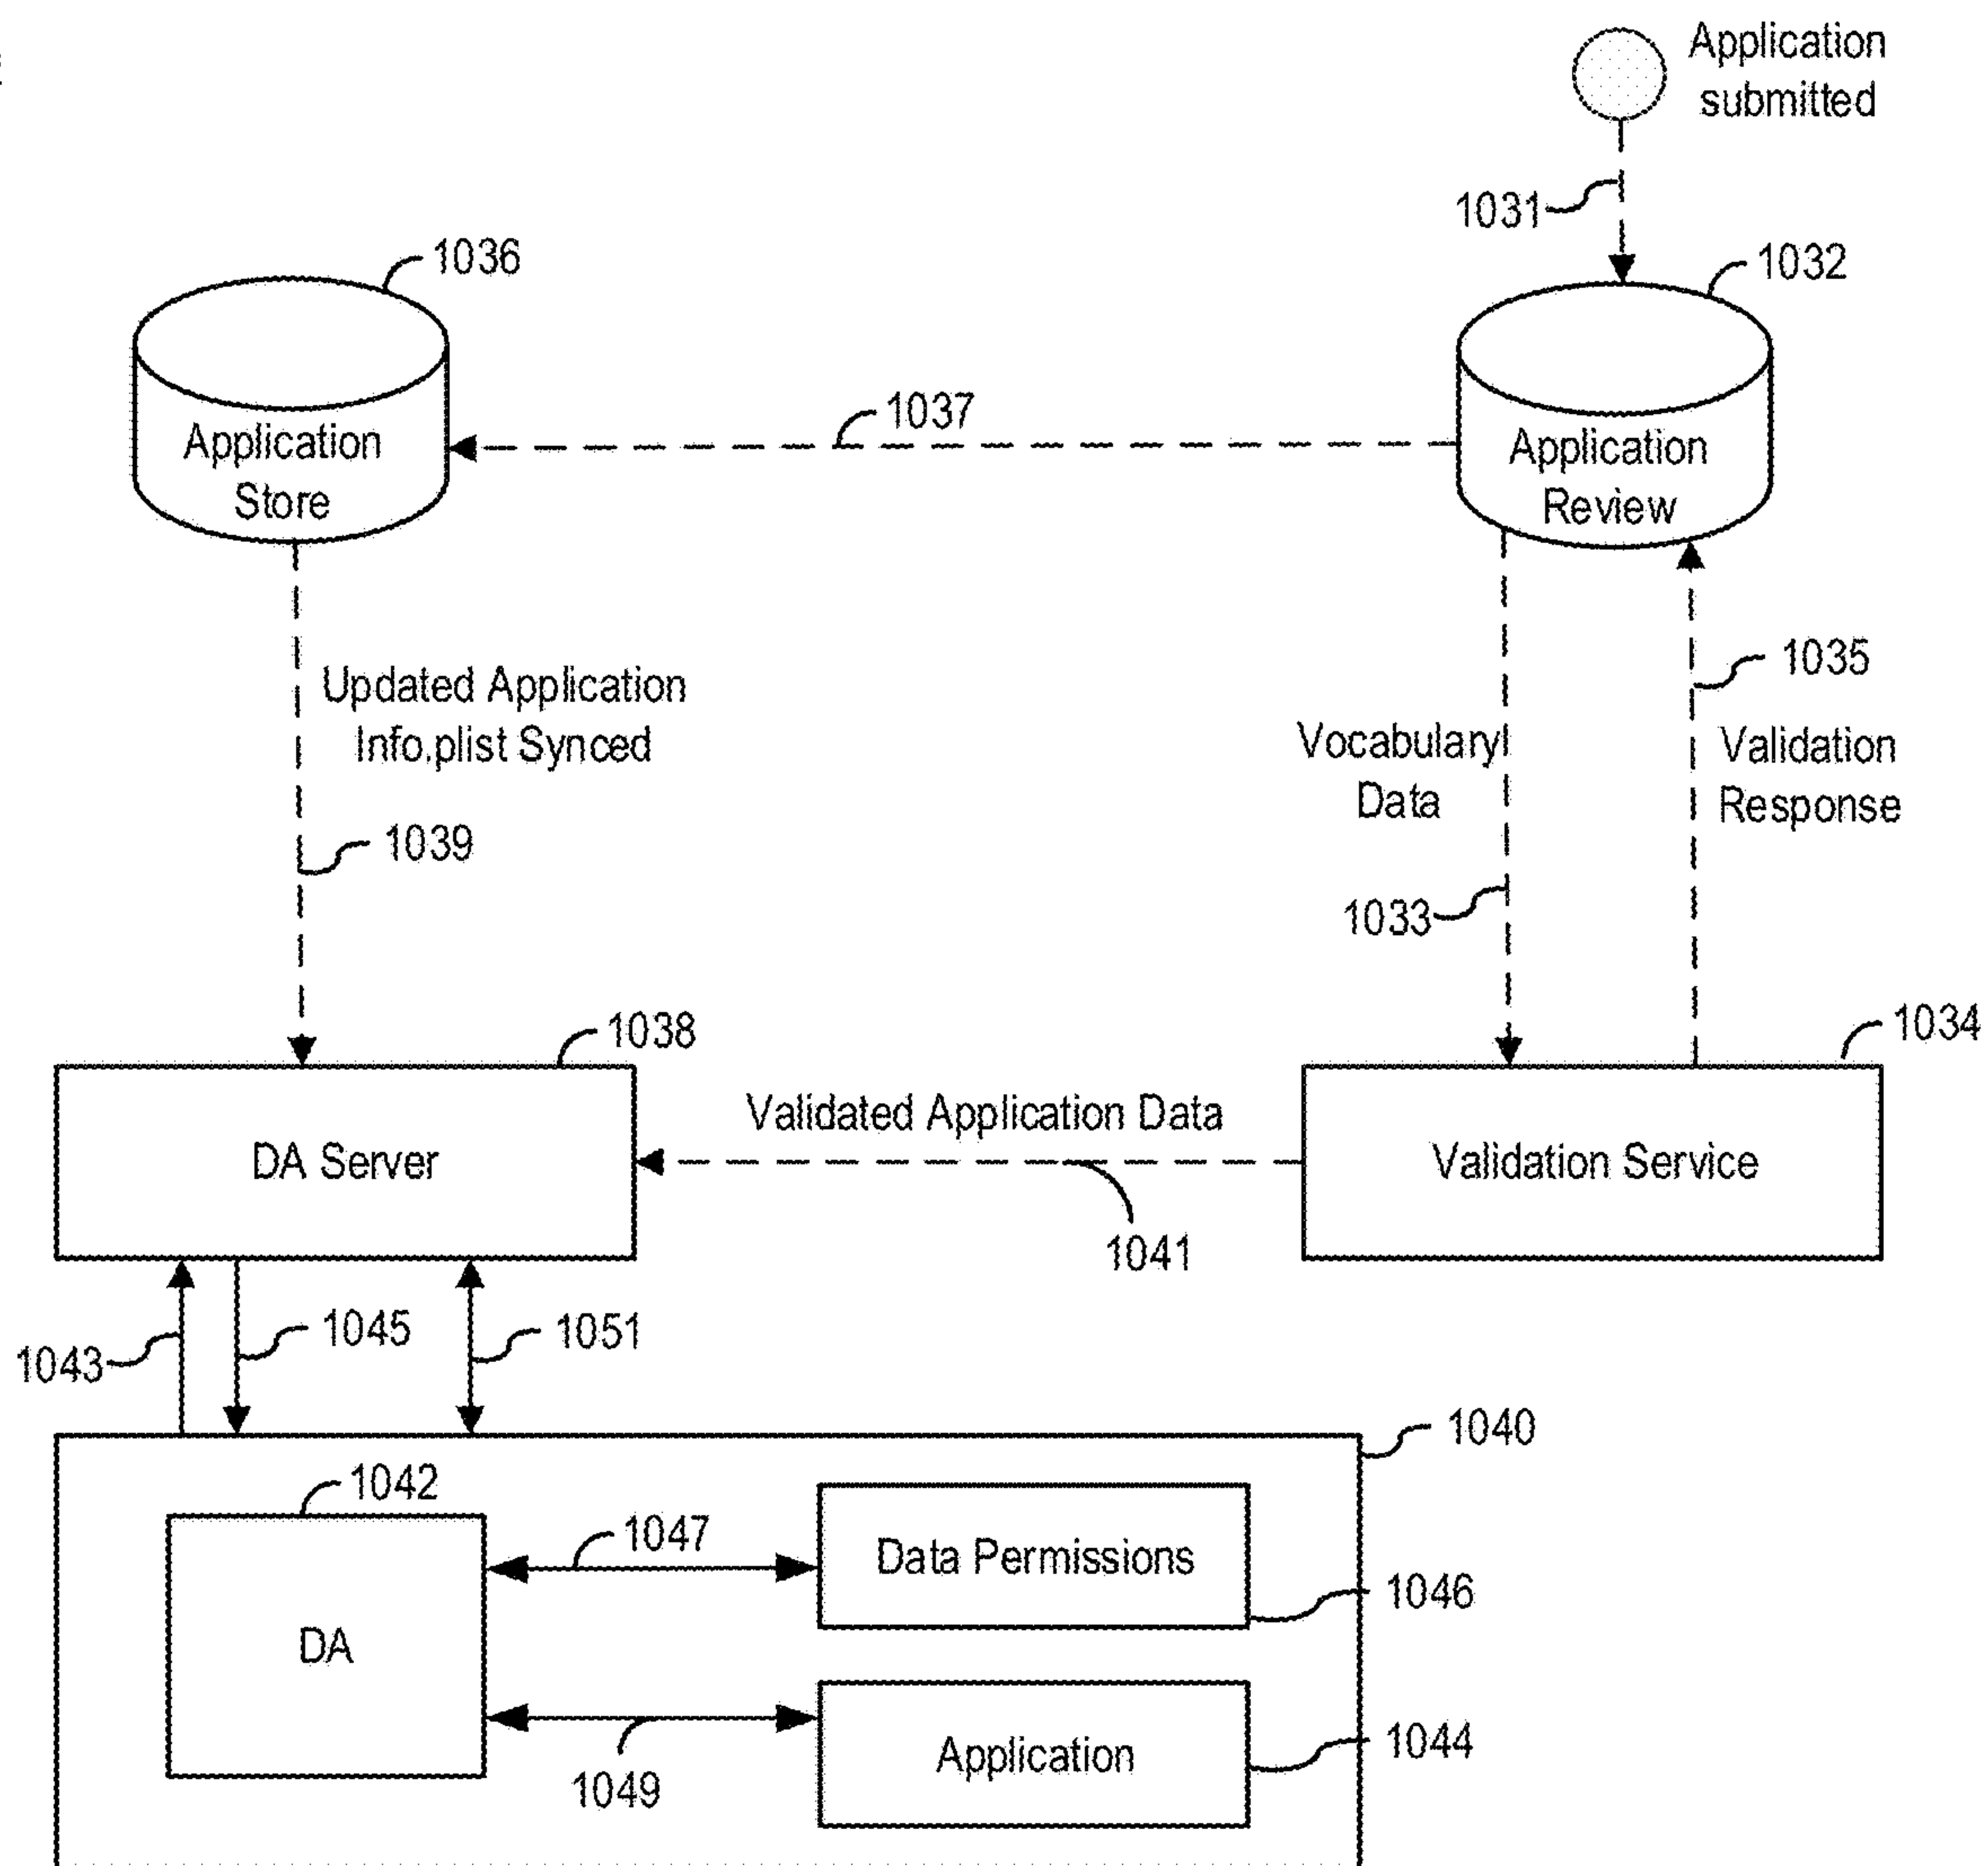 Application
submitted
1031
1036
1032
1037
Application
Store
Application
Review
Updated Application
Info.plist Synced
1035
Vocabulary
Data
Validation
Response
1039
1033
1038
1034
Validated Application Data
DA Server
Validation Service
1041
1043
1045
1051
1040
1042
1047
Data Permissions
1046
DA
1049
Application
1044